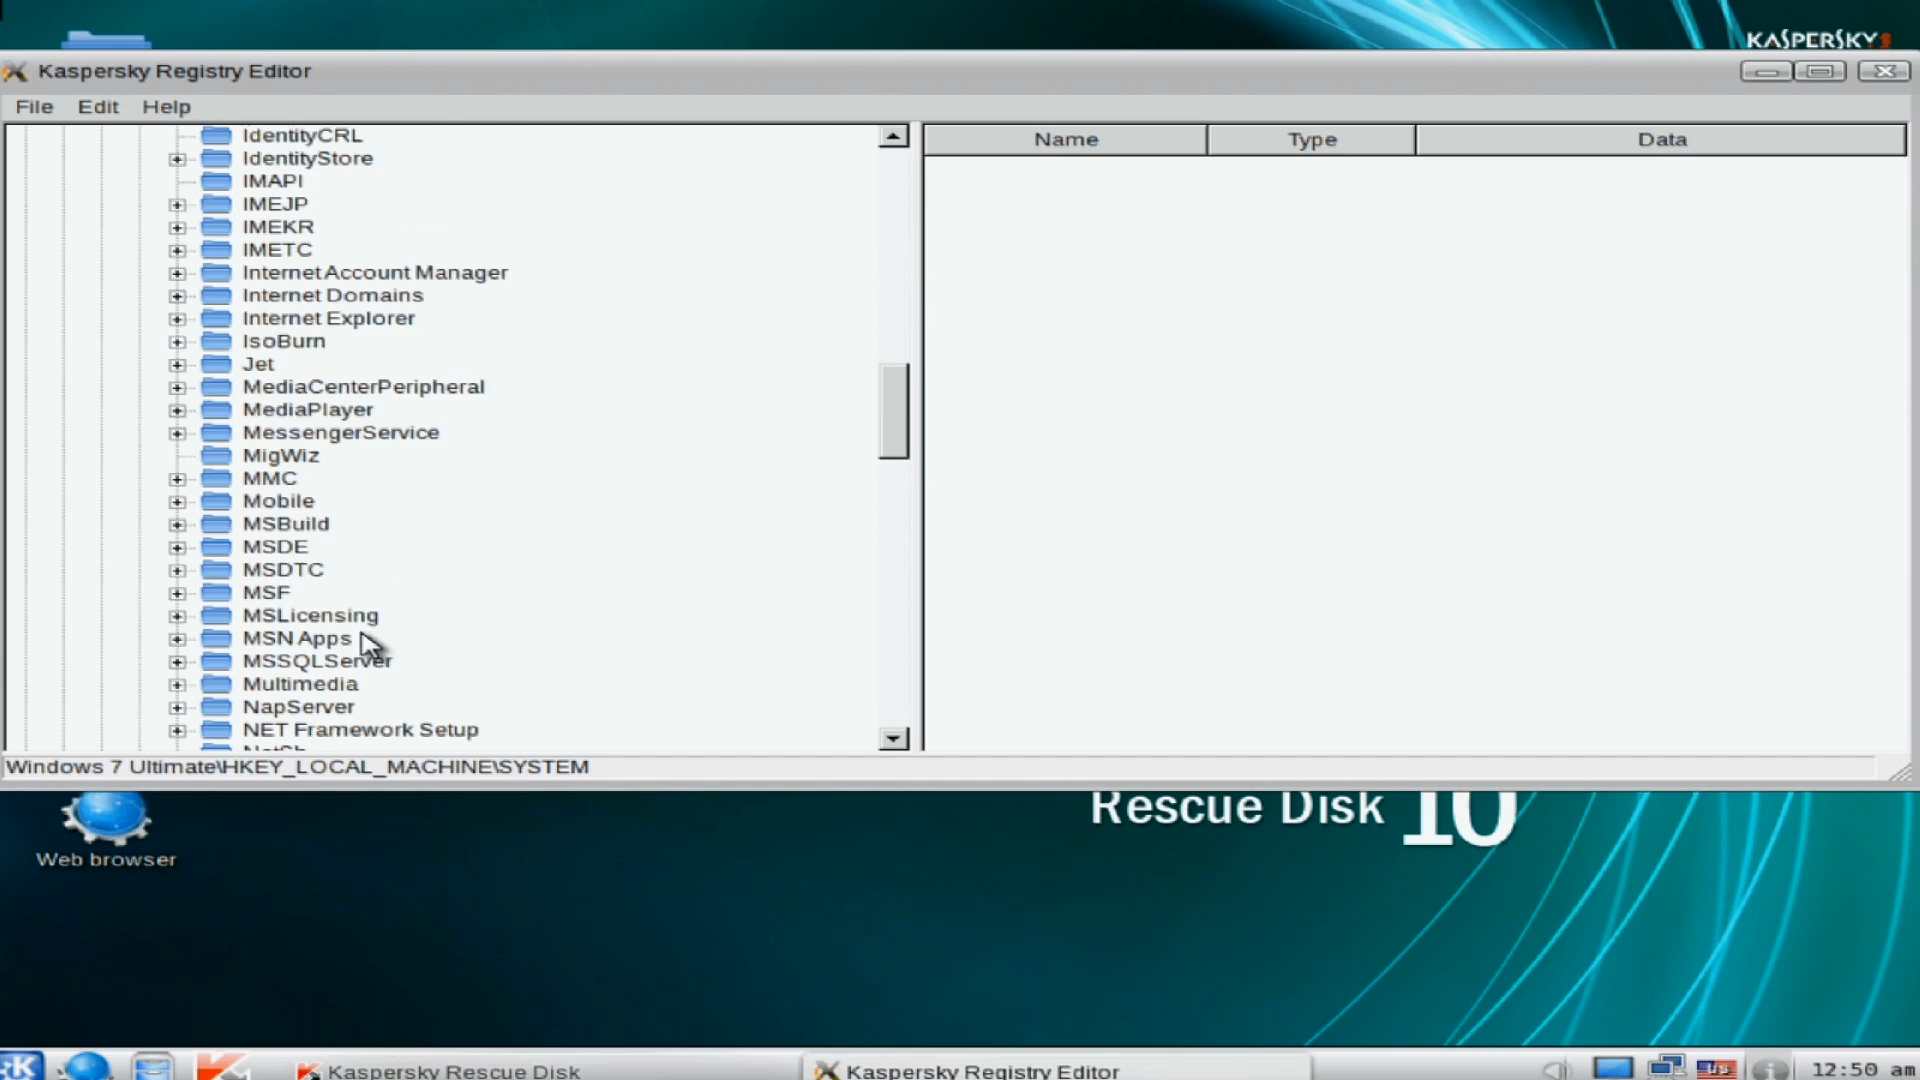 KASPERSKY
Kaspersky Registry Editor
File Edit Help
IdentityCRL
IdentityStore
IMAPI
IMEJP
IMEKR
IMETC
Internet Account Manager
Internet Domains
Internet Explorer
IsoBurn
Jet
MediaCenterPeripheral
MediaPlayer
MessengerService
MigWiz
MMC
Mobile
MSBuild
MSDE
MSDTC
MSF
MSLicensing
MSN Apps
MSSQLServer
Multimedia
NapServer
NET Framework Setup
Name Type Data
Windows 7 Ultimate\HKEY_LOCAL_MACHINE\SYSTEM
Rescue Disk 10
Web browser
Kaspersky Rescue Disk
Kaspersky Registry Editor
us
12:50 am